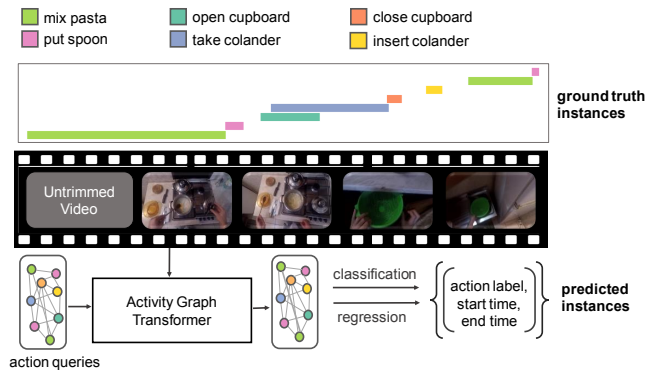 mix pasta
open cupboard
close cupboard
put spoon
take colander
insert colander
ground truth
instances
Untrimmed
Video
action queries
Activity Graph
Transformer
classification
regression
action label,
start time,
end time
predicted
instances